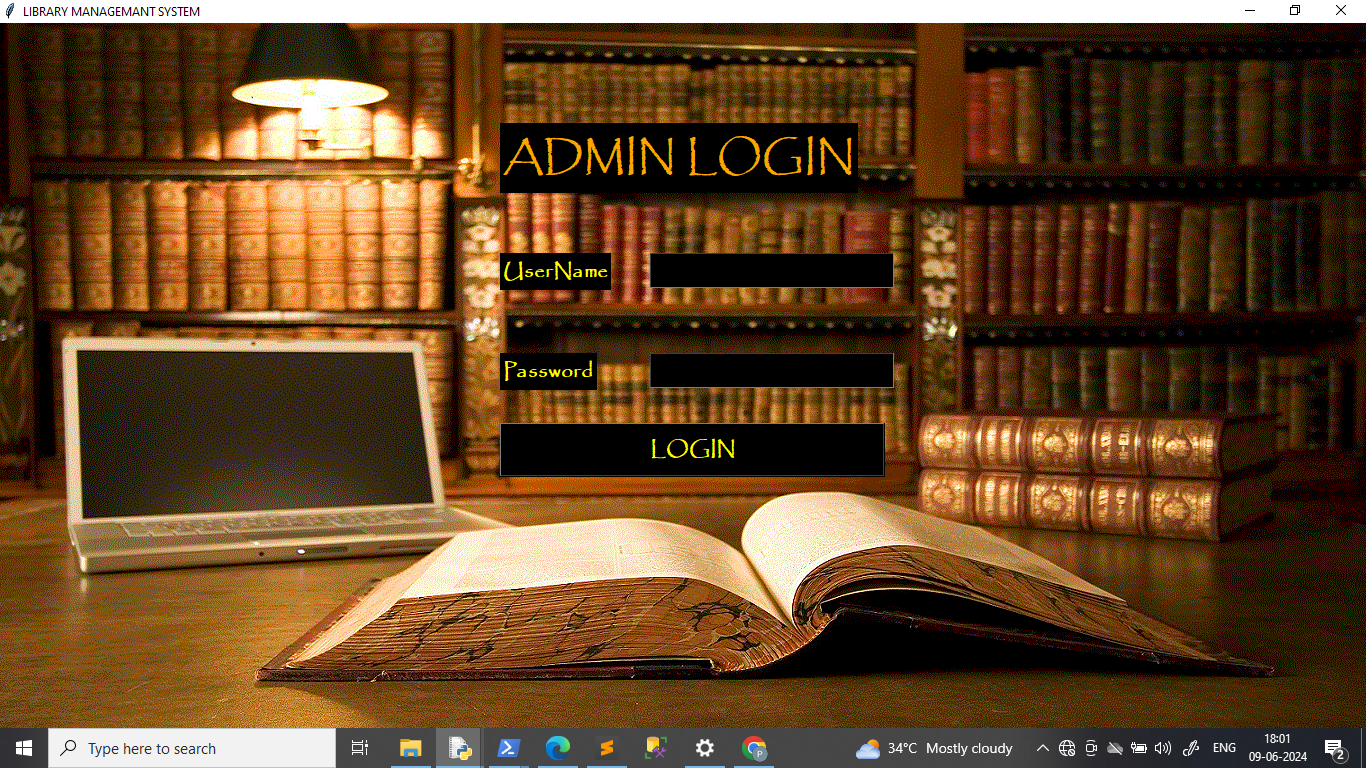 LIBRARY MANAGEMANT SYSTEM
ADMIN LOGIN
UserName
Password
LOGIN
Type here to search
P
34°C Mostly cloudy
ENG
18:01
09-06-2024
2